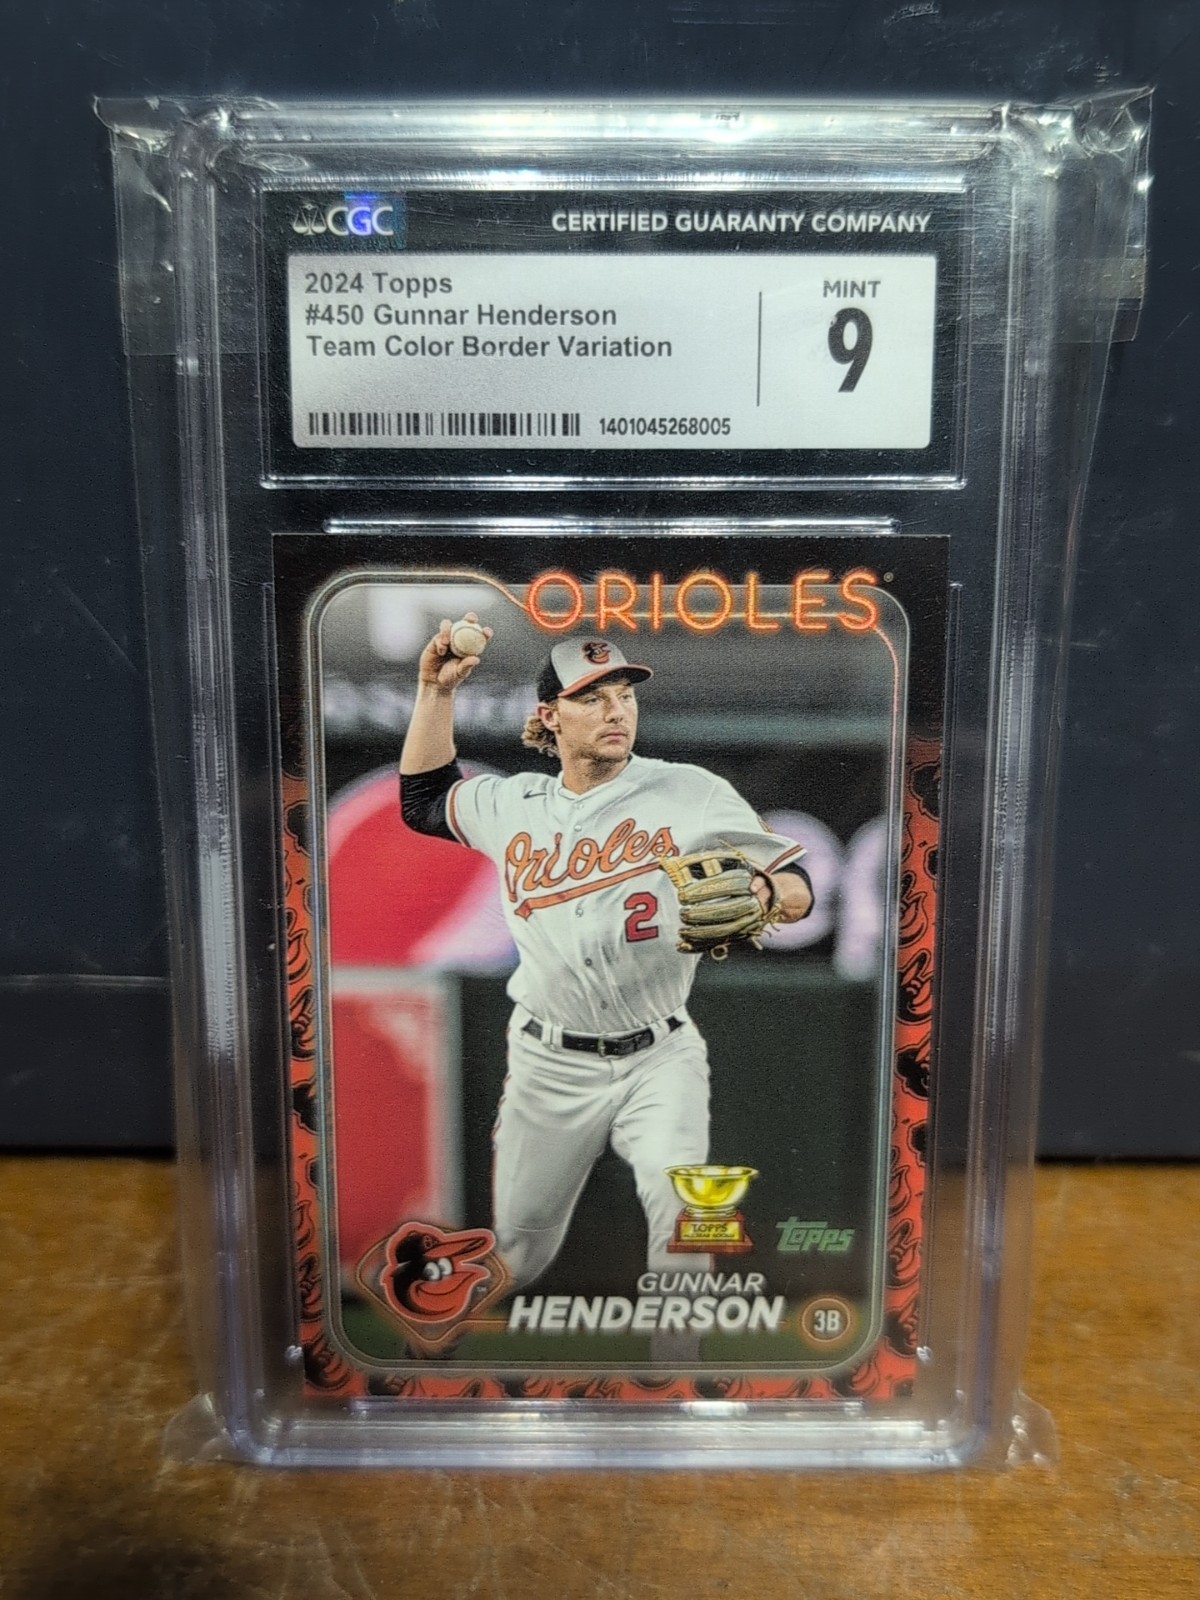 CGC
CERTIFIED GUARANTY COMPANY
2024 Topps
#450 Gunnar Henderson
Team Color Border Variation
MINT
9
1401045268005
ORIOLES
Orioles
2
TOPPS
topps
GUNNAR
HENDERSON
3B